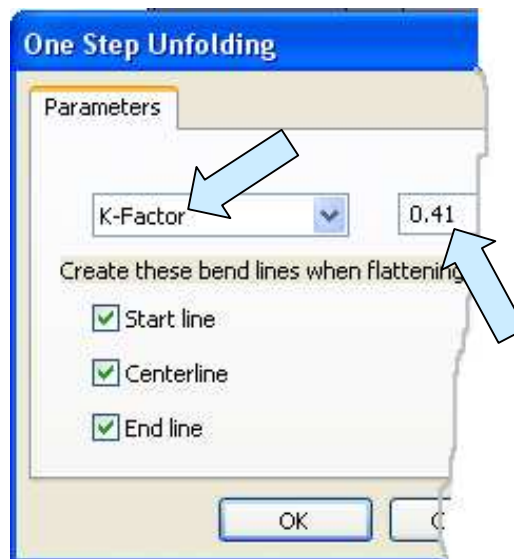 One Step Unfolding
Parameters
K-Factor 0.41
Create these bend lines when flattening
Start line
Centerline
End line
OK